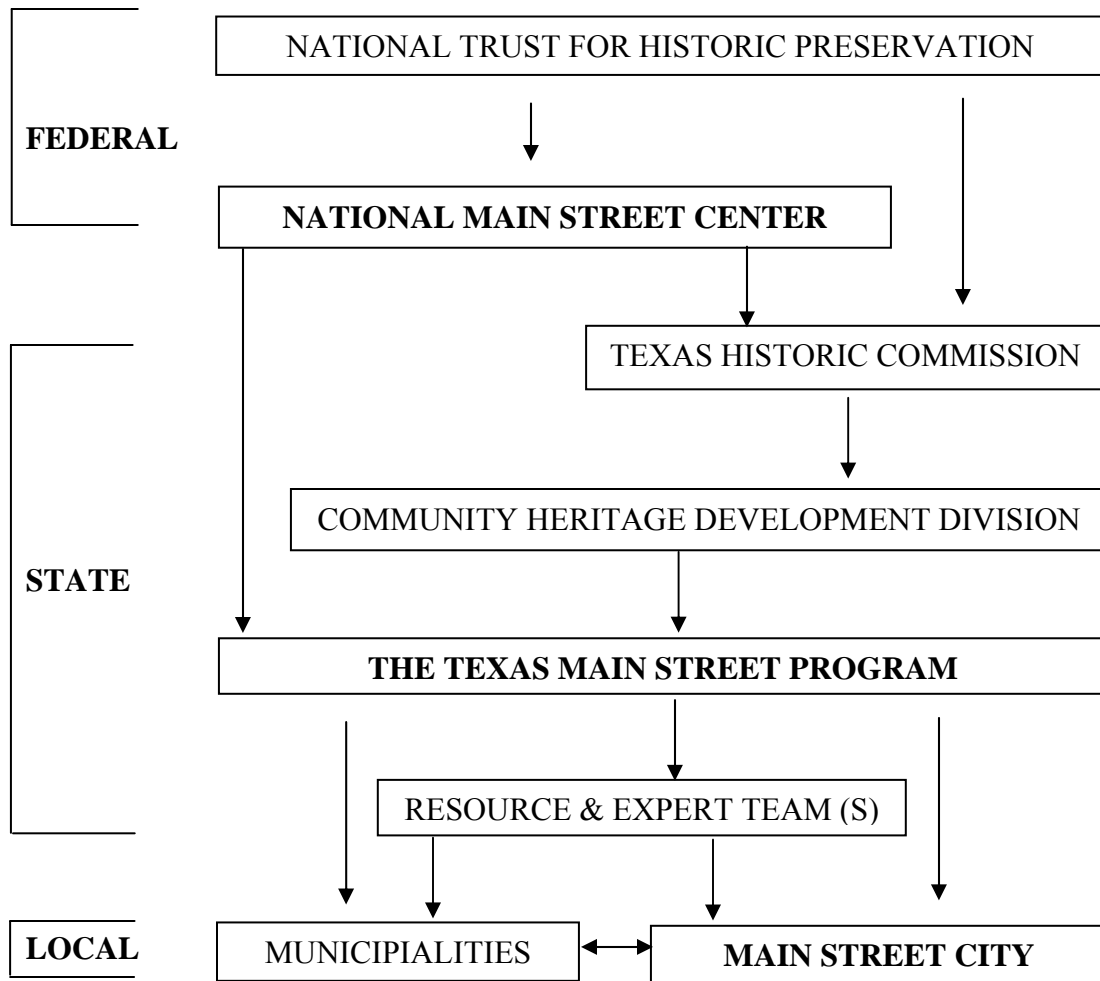 NATIONAL TRUST FOR HISTORIC PRESERVATION
FEDERAL
NATIONAL MAIN STREET CENTER
TEXAS HISTORIC COMMISSION
COMMUNITY HERITAGE DEVELOPMENT DIVISION
STATE
THE TEXAS MAIN STREET PROGRAM
RESOURCE & EXPERT TEAM (S)
LOCAL
MUNICIPIALITIES
MAIN STREET CITY